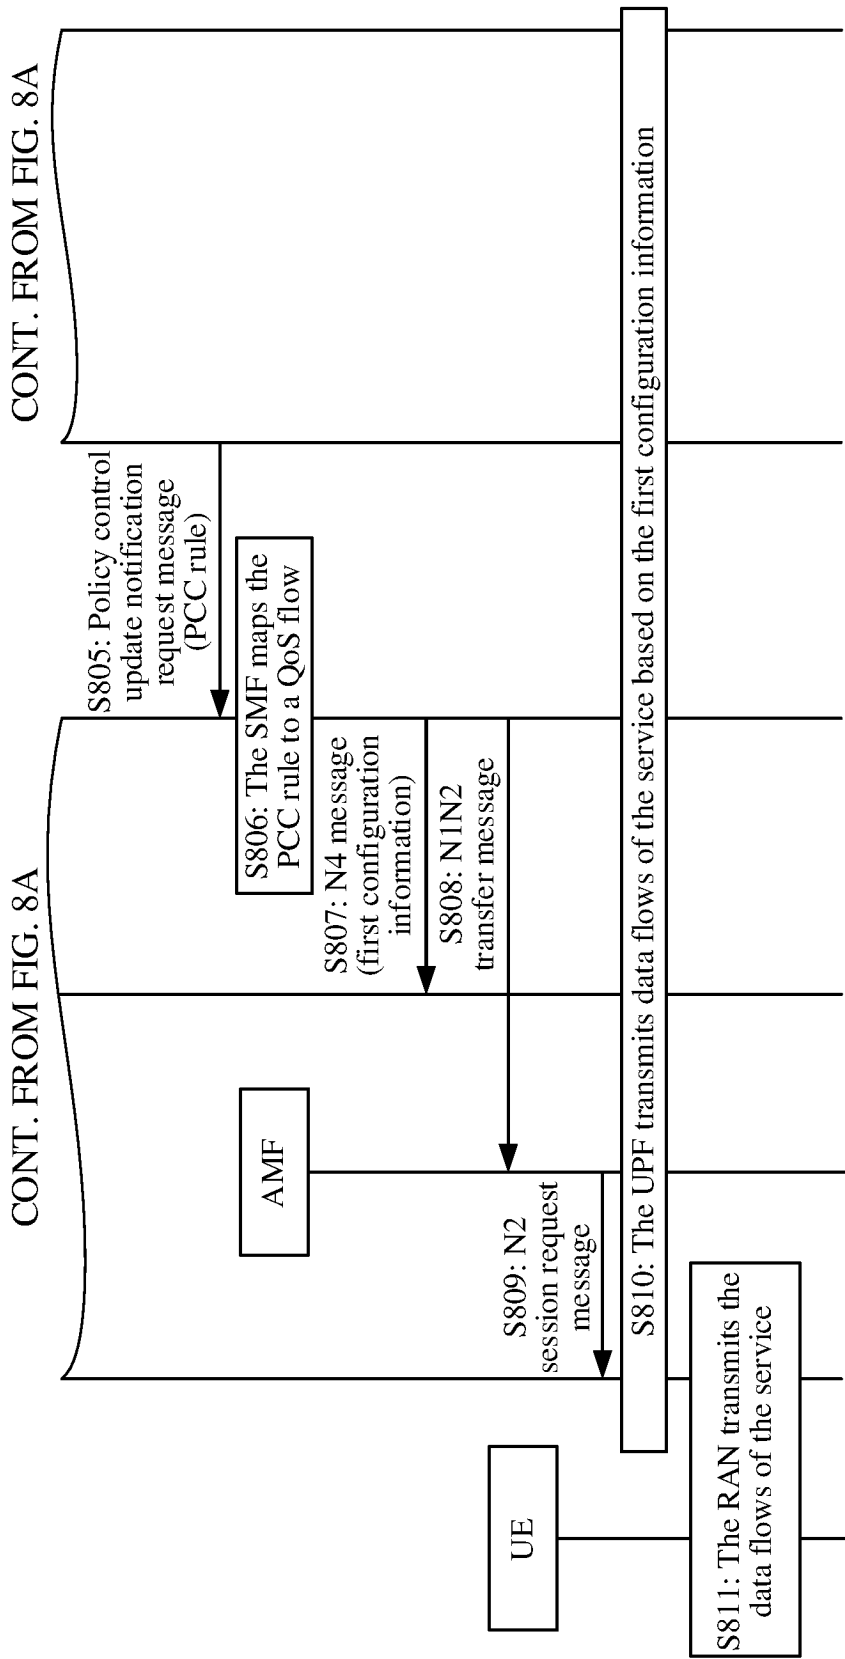 CONT. FROM FIG. 8A
CONT. FROM FIG. 8A
S805: Policy control
update notification
request message
(PCC rule)
S806: The SMF maps the
PCC rule to a QoS flow
S807: N4 message
(first configuration
information)
AMF
S808: N1N2
transfer message
UE
S809: N2
session request
message
S810: The UPF transmits data flows of the service based on the first configuration information
S811: The RAN transmits the
data flows of the service